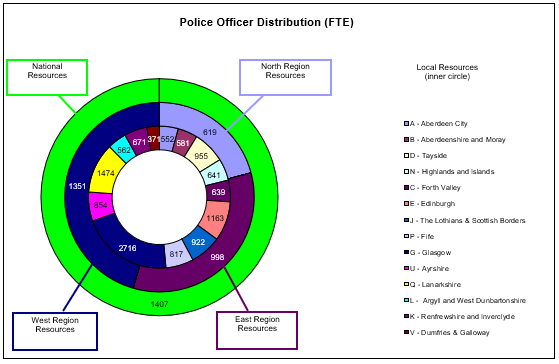 Police Officer Distribution (FTE)
National
Resources
North Region
Resources
Local Resources
(inner circle)
619
552
581
955
641
639
1163
922
817
2716
854
1474
562
671
371
1351
998
1407
West Region
Resources
East Region
Resources
A - Aberdeen City
B - Aberdeenshire and Moray
D - Tayside
N - Highlands and Islands
C - Forth Valley
E - Edinburgh
J - The Lothians & Scottish Borders
P - Fife
G - Glasgow
U - Ayrshire
Q - Lanarkshire
L - Argyll and West Dunbartonshire
K - Renfrewshire and Inverclyde
V - Dumfries & Galloway